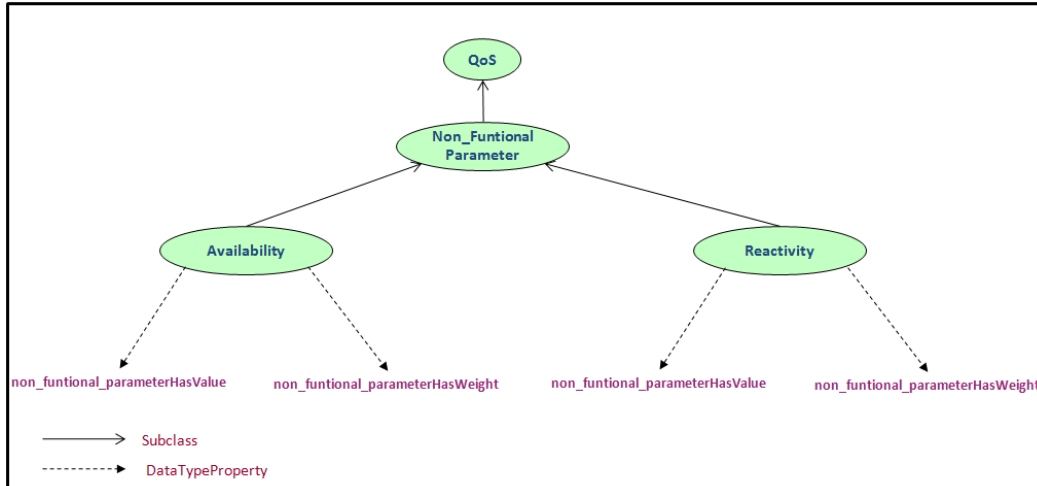 QoS
Non_Funtional
Parameter
Availability
Reactivity
non_funtional_parameterHasValue
non_funtional_parameterHasWeight
non_funtional_parameterHasValue
non_funtional_parameterHasWeight
Subclass
DataTypeProperty